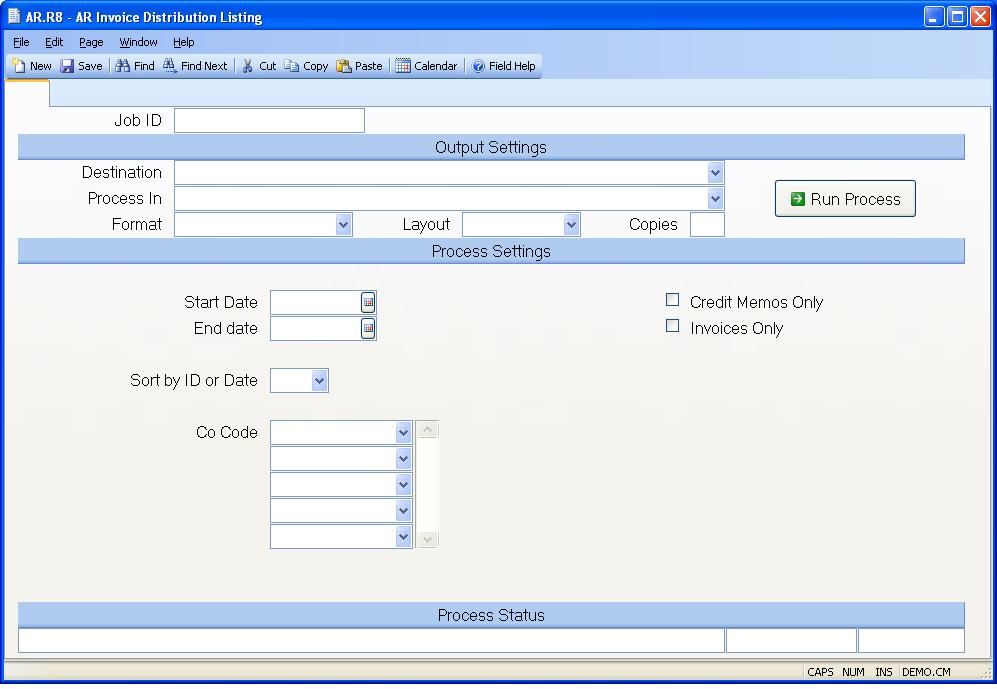 AR.R8 - AR Invoice Distribution Listing
File Edit Page Window Help
New Save Find Find Next Cut Copy Paste Calendar Field Help
Job ID
Output Settings
Destination
Process In
Run Process
Format Layout Copies
Process Settings
Start Date Credit Memos Only
End date Invoices Only
Sort by ID or Date
Co Code
Process Status
CAPS NUM INS DEMO.CM